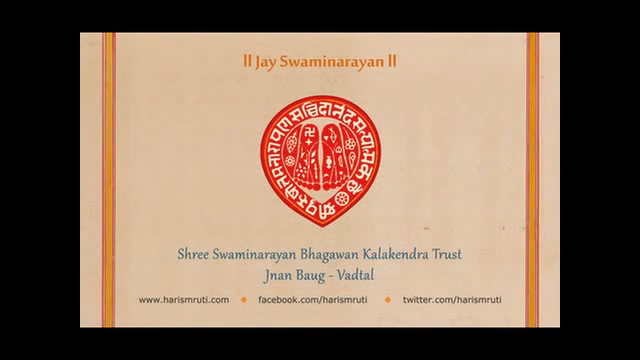 ll Jay Swaminarayan ll
Shree Swaminarayan Bhagawan Kalakendra Trust
Jnan Baug - Vadtal
www.harismruti.com • facebook.com/harismruti • twitter.com/harismruti